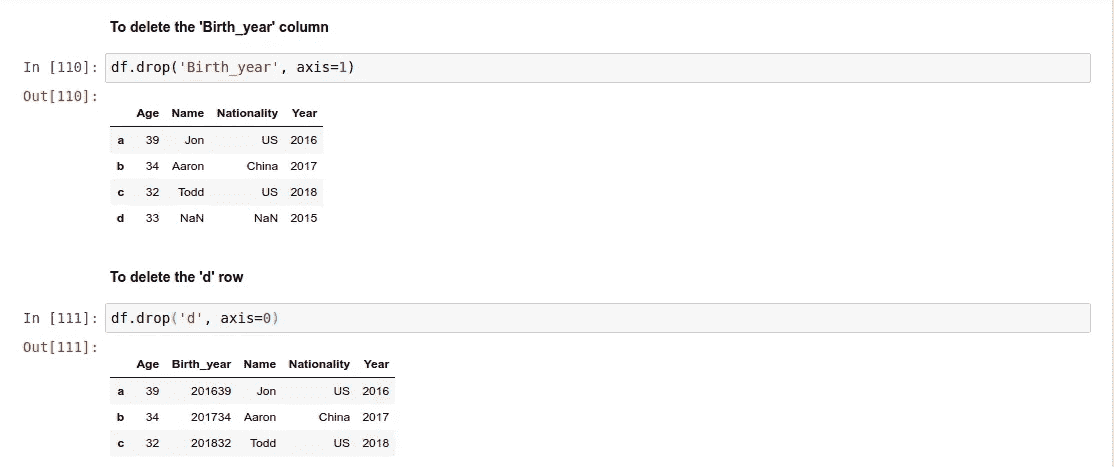 To delete the 'Birth_year' column
In [110]: df.drop('Birth_year', axis=1)
Out[110]:
Age Name Nationality Year
a 39 Jon US 2016
b 34 Aaron China 2017
c 32 Todd US 2018
d 33 NaN NaN 2015
To delete the 'd' row
In [111]: df.drop('d', axis=0)
Out[111]:
Age Birth_year Name Nationality Year
a 39 201639 Jon US 2016
b 34 201734 Aaron China 2017
c 32 201832 Todd US 2018